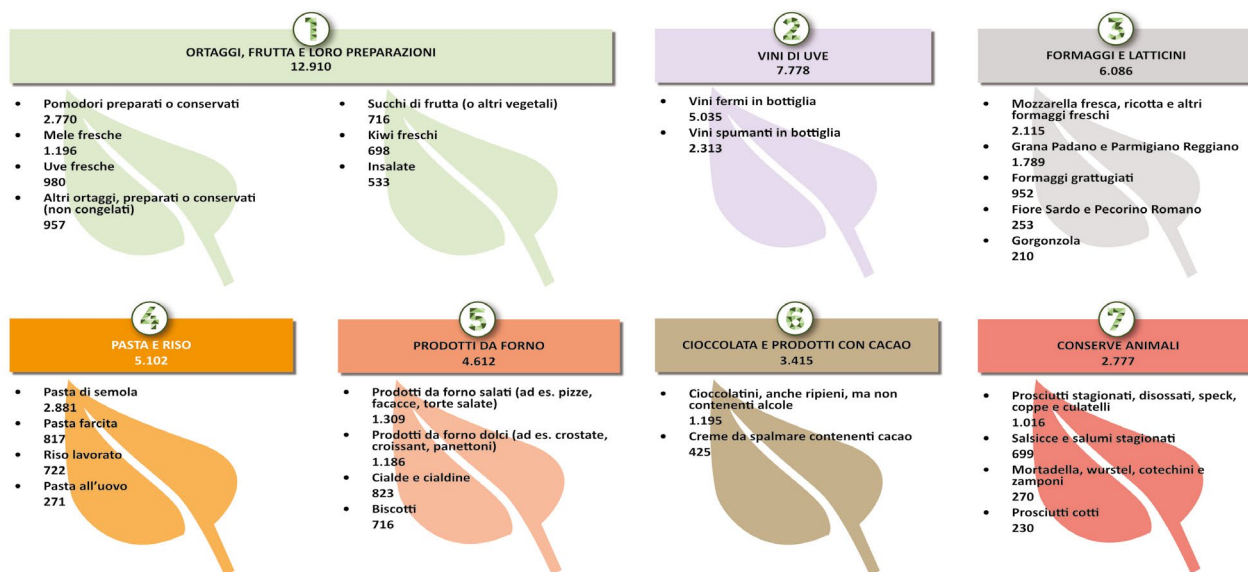 1
ORTAGGI, FRUTTA E LORO PREPARAZIONI
12.910
• Pomodori preparati o conservati
2.770
• Mele fresche
1.196
• Uve fresche
980
• Altri ortaggi, preparati o conservati
(non congelati)
957
• Succhi di frutta (o altri vegetali)
716
• Kiwi freschi
698
• Insalate
533
2
VINI DI UVE
7.778
• Vini fermi in bottiglia
5.035
• Vini spumanti in bottiglia
2.313
3
FORMAGGI E LATTICINI
6.086
• Mozzarella fresca, ricotta e altri
formaggi freschi
2.115
• Grana Padano e Parmigiano Reggiano
1.789
• Formaggi grattugiati
952
• Fiore Sardo e Pecorino Romano
253
• Gorgonzola
210
4
PASTA E RISO
5.102
• Pasta di semola
2.881
• Pasta farcita
817
• Riso lavorato
722
• Pasta all'uovo
271
5
PRODOTTI DA FORNO
4.612
• Prodotti da forno salati (ad es. pizze,
facacce, torte salate)
1.309
• Prodotti da forno dolci (ad es. crostate,
croissant, panettoni)
1.186
• Cialde e cialdine
823
• Biscotti
716
6
CIOCCOLATA E PRODOTTI CON CACAO
3.415
• Cioccolatini, anche ripieni, ma non
contenenti alcole
1.195
• Creme da spalmare contenenti cacao
425
7
CONSERVE ANIMALI
2.777
• Prosciutti stagionati, disossati, speck,
coppe e culatelli
1.016
• Salsicce e salumi stagionati
699
• Mortadella, wurstel, cotechini e
zamponi
270
• Prosciutti cotti
230